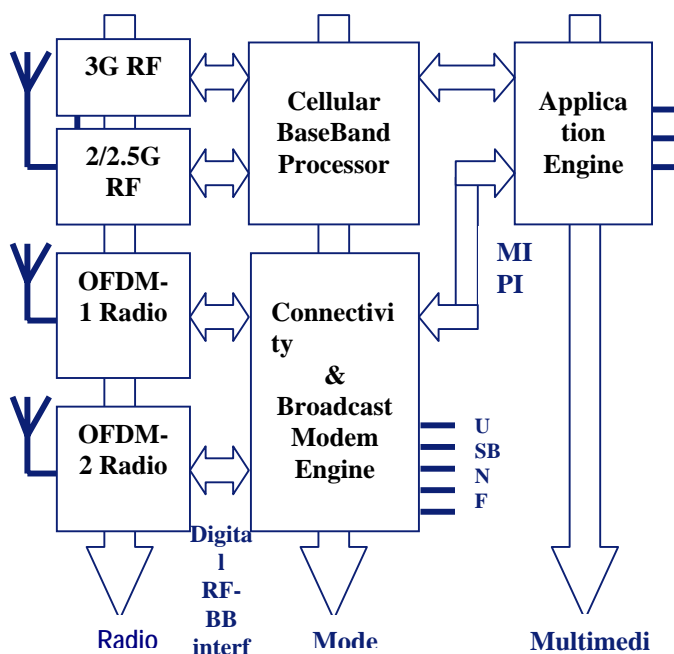 3G RF
2/2.5G
RF
OFDM-
1 Radio
OFDM-
2 Radio
Cellular
BaseBand
Processor
Connectivi
ty
&
Broadcast
Modem
Engine
Applica
tion
Engine
MI
PI
U
SB
N
F
Digita
l
RF-
BB
interf
Radio
Mode
Multimedi